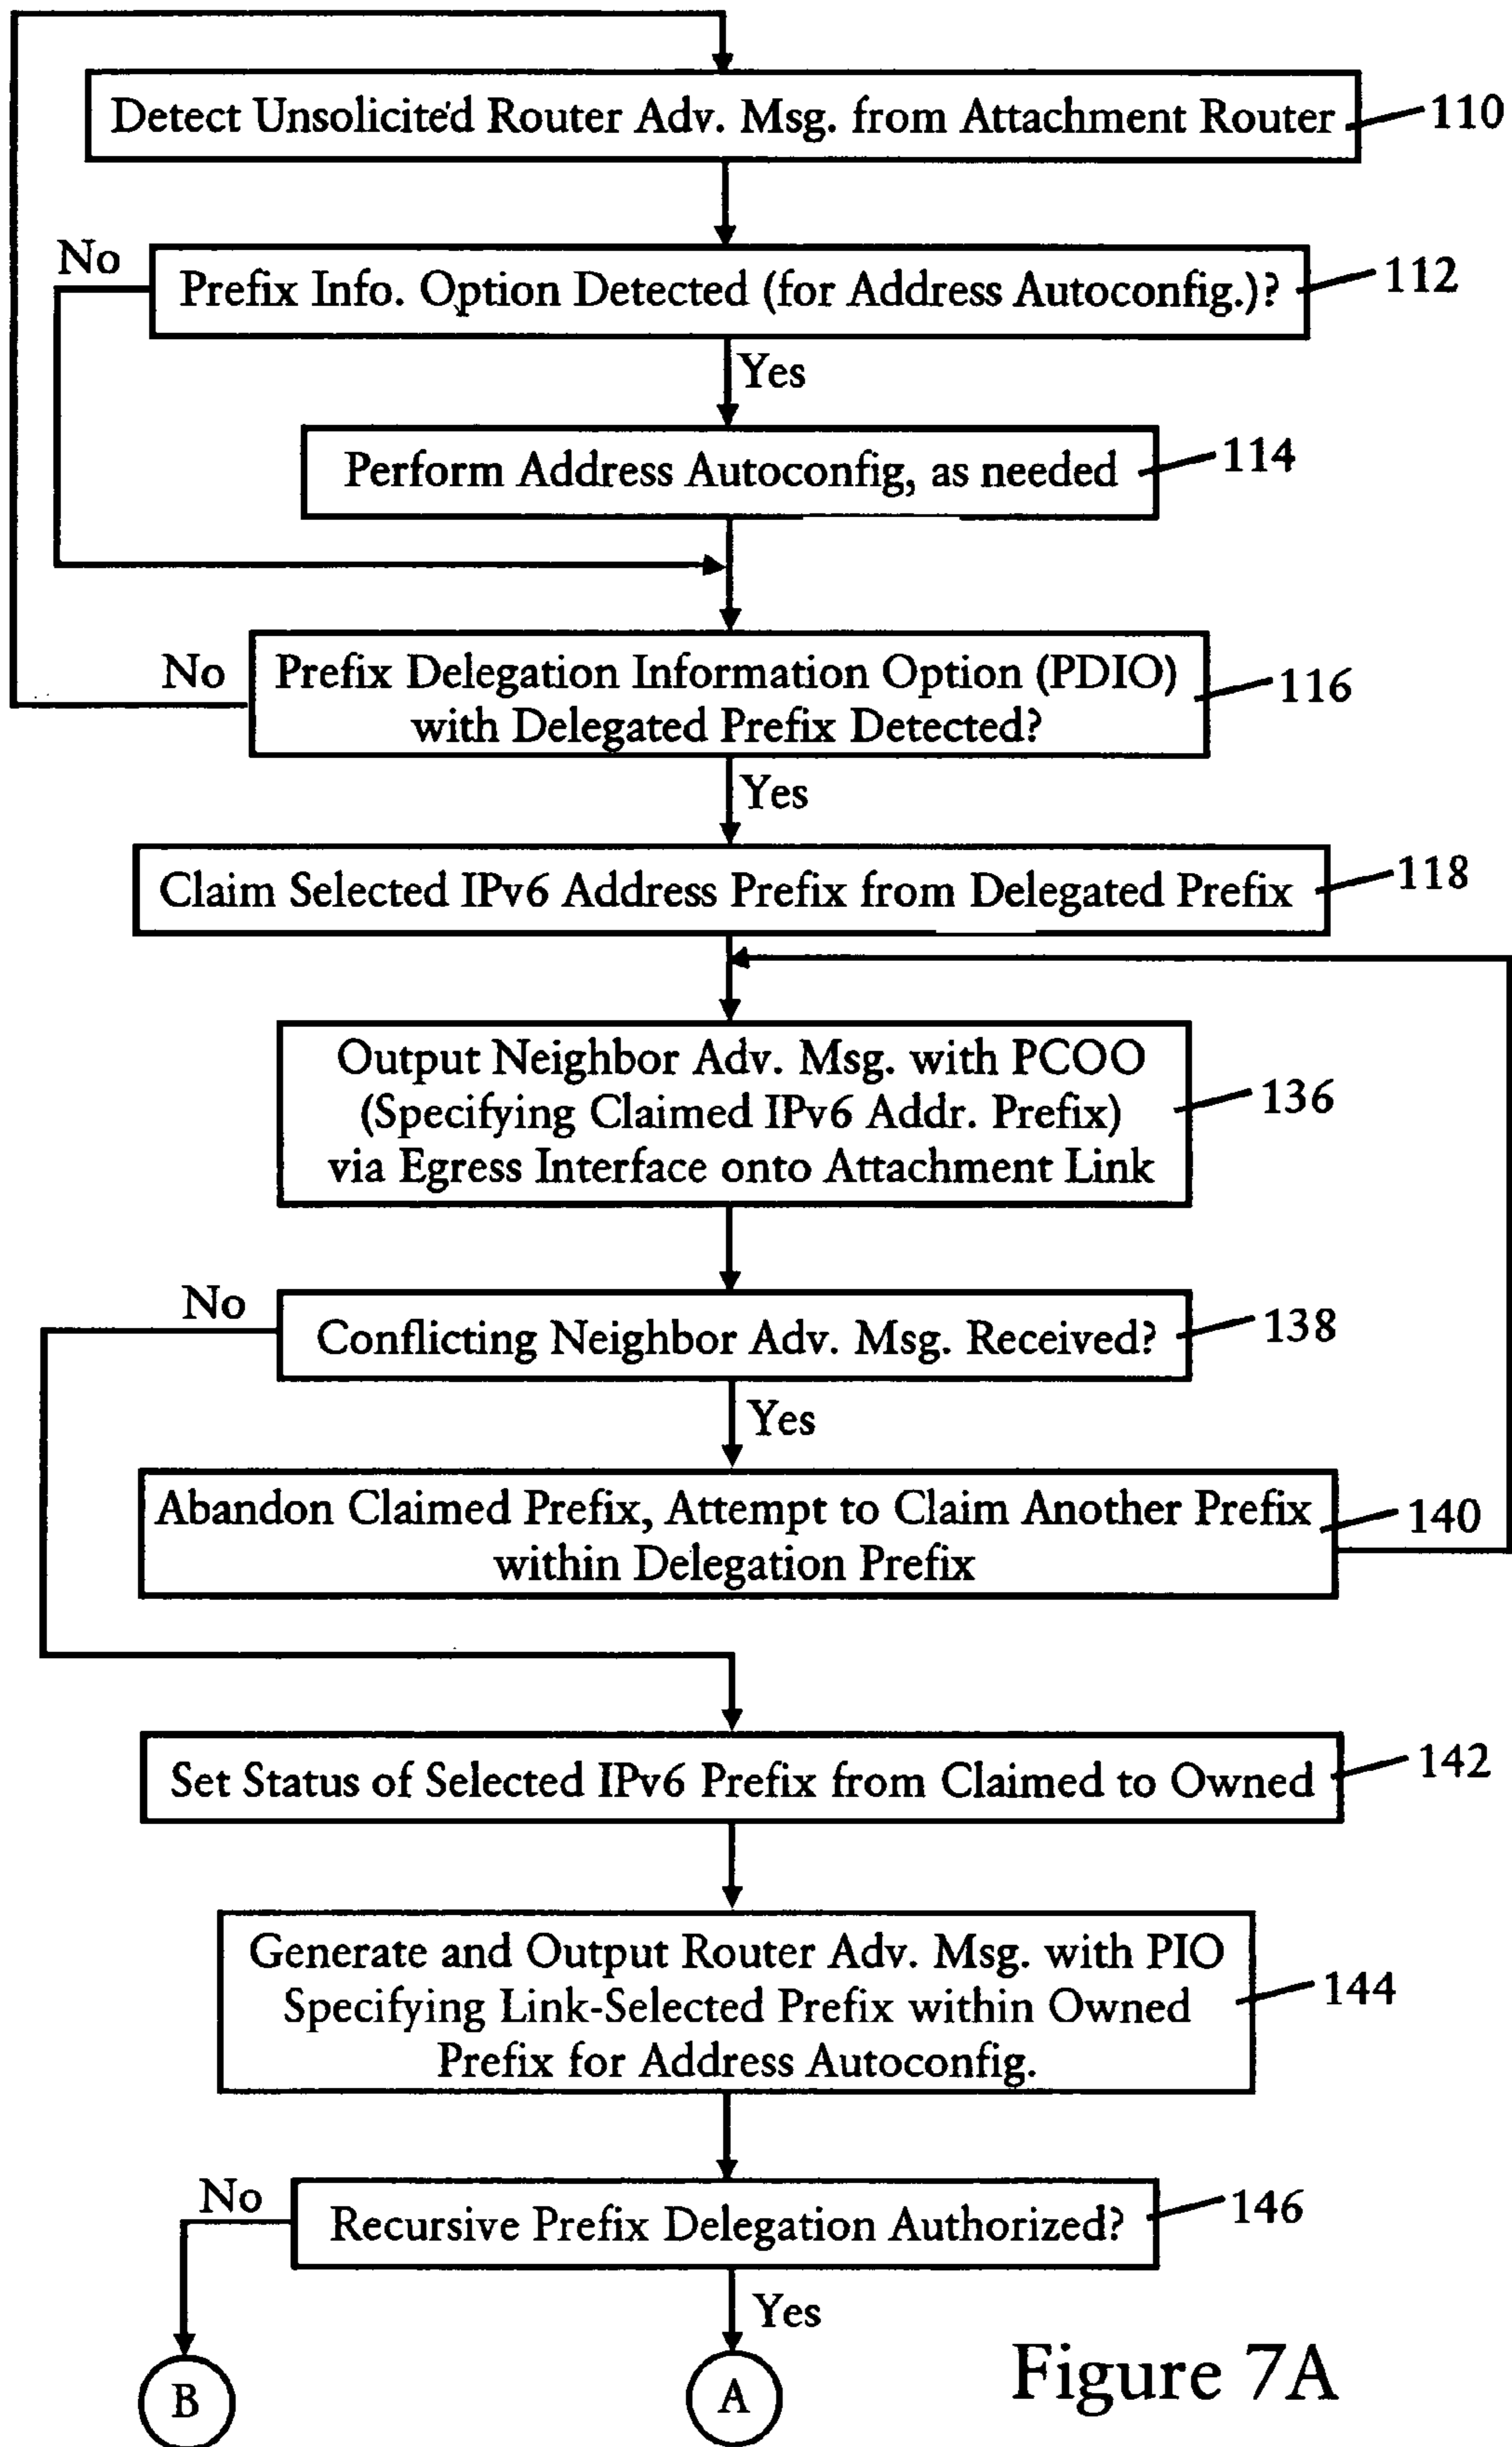 Detect Unsolicited Router Adv. Msg. from Attachment Router
110
No
Prefix Info. Option Detected (for Address Autoconfig.)?
112
Yes
Perform Address Autoconfig, as needed
114
No
Prefix Delegation Information Option (PDIO)
with Delegated Prefix Detected?
116
Yes
Claim Selected IPv6 Address Prefix from Delegated Prefix
118
Output Neighbor Adv. Msg. with PCOO
(Specifying Claimed IPv6 Addr. Prefix)
via Egress Interface onto Attachment Link
136
No
Conflicting Neighbor Adv. Msg. Received?
138
Yes
Abandon Claimed Prefix, Attempt to Claim Another Prefix
within Delegation Prefix
140
Set Status of Selected IPv6 Prefix from Claimed to Owned
142
Generate and Output Router Adv. Msg. with PIO
Specifying Link-Selected Prefix within Owned
Prefix for Address Autoconfig.
144
No
Recursive Prefix Delegation Authorized?
146
Yes
B
A
Figure 7A